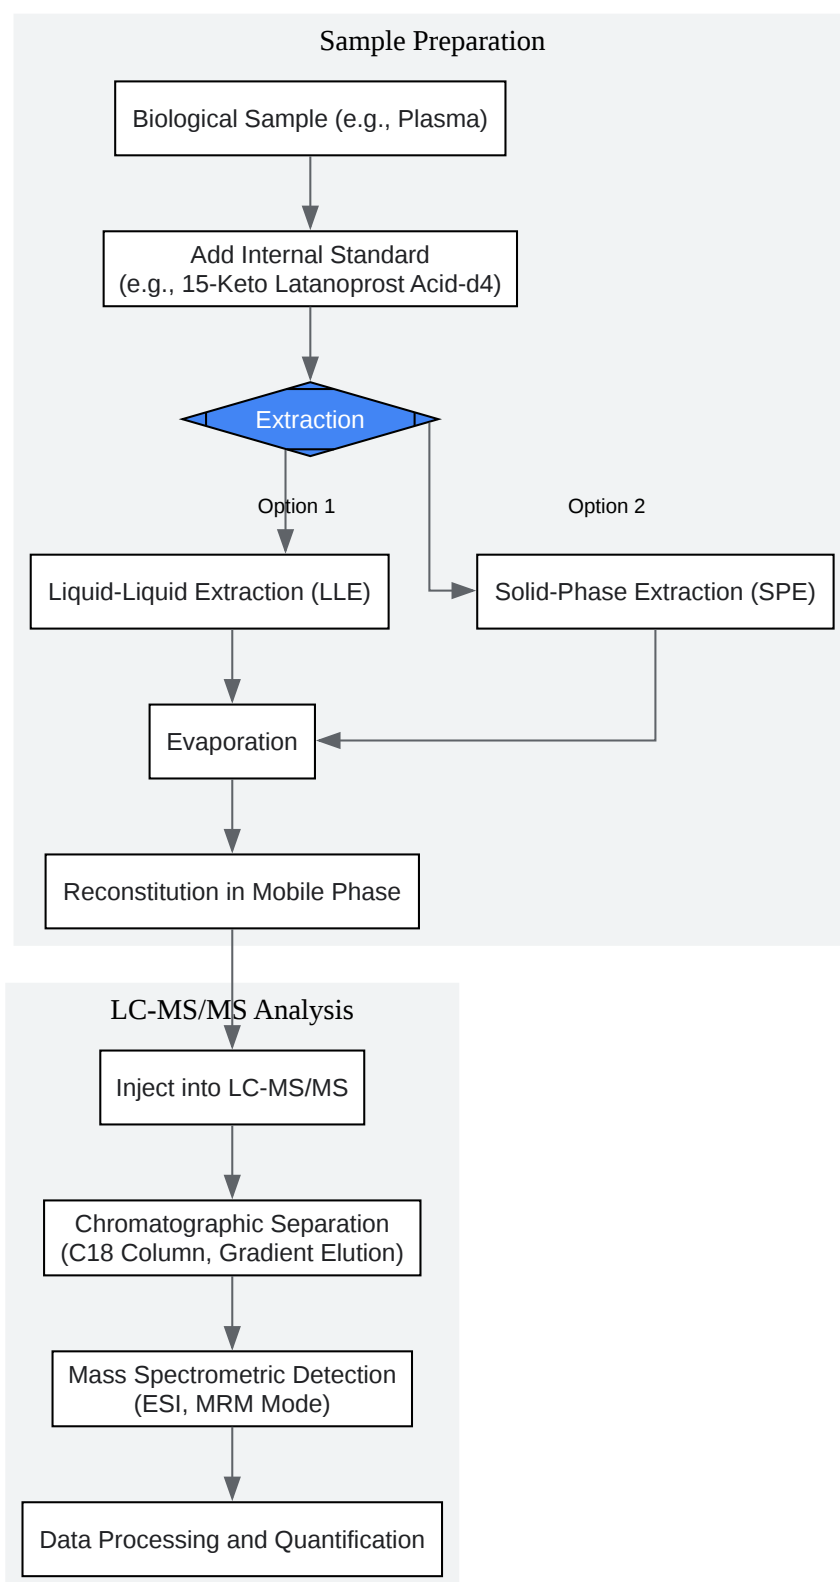 Sample Preparation
Biological Sample (e.g., Plasma)
Add Internal Standard
(e.g., 15-Keto Latanoprost Acid-d4)
Extraction
Option 1
Option 2
Liquid-Liquid Extraction (LLE)
Solid-Phase Extraction (SPE)
Evaporation
Reconstitution in Mobile Phase
LC-MS/MS Analysis
Inject into LC-MS/MS
Chromatographic Separation
(C18 Column, Gradient Elution)
Mass Spectrometric Detection
(ESI, MRM Mode)
Data Processing and Quantification